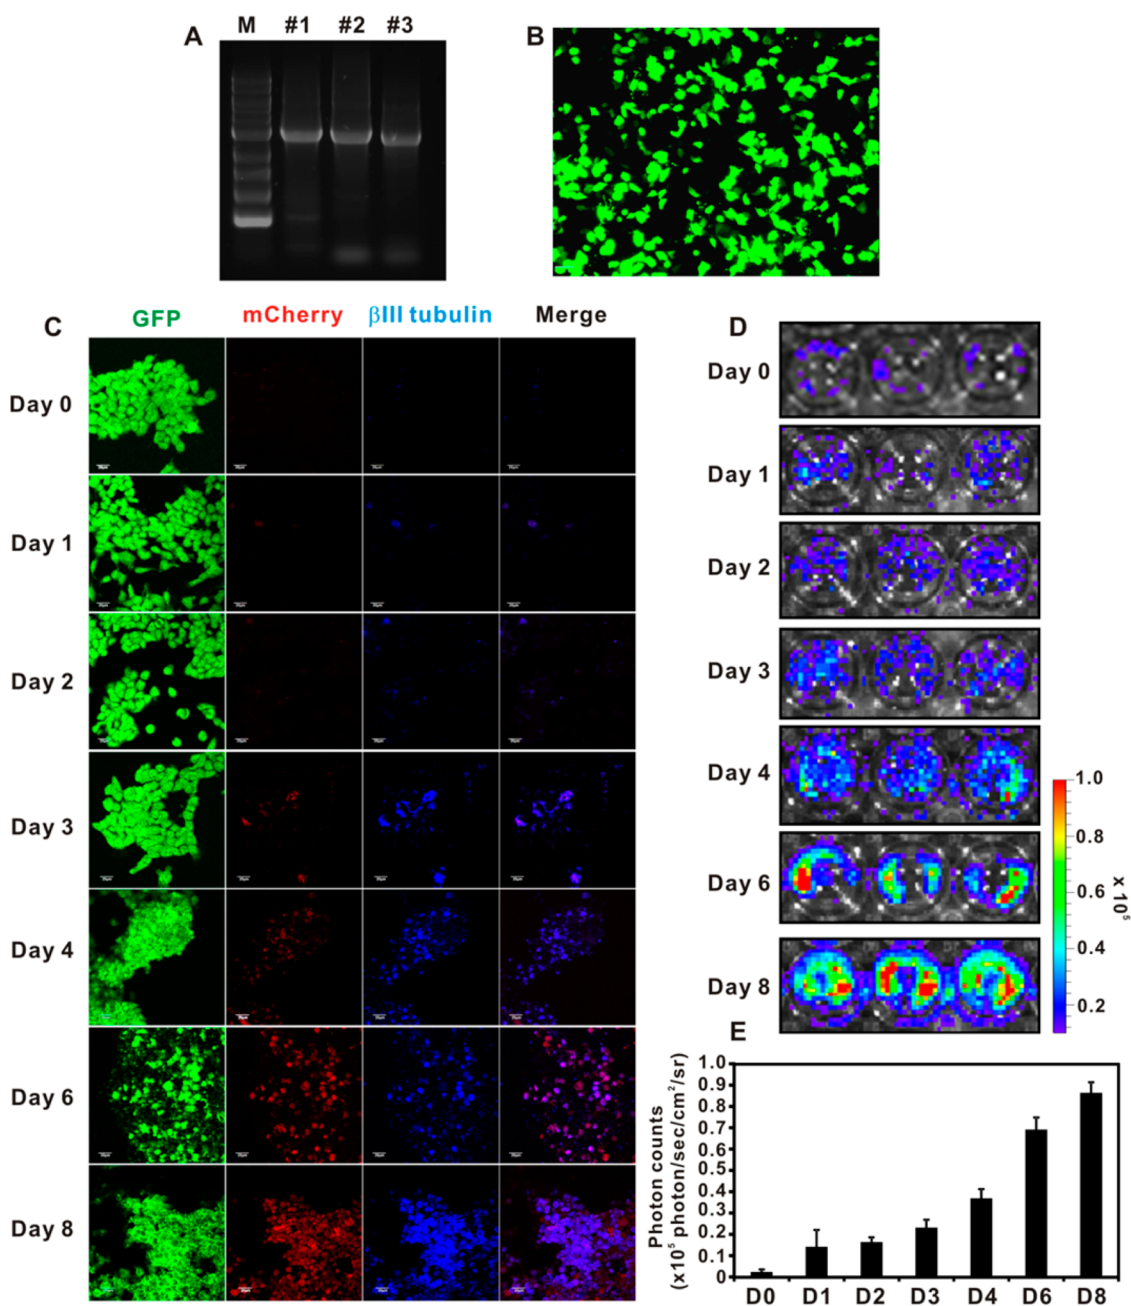 A
M #1 #2 #3
B
C
GFP mCherry βIII tubulin Merge
Day 0
Day 1
Day 2
Day 3
Day 4
Day 6
Day 8
D
Day 0
Day 1
Day 2
Day 3
Day 4
Day 6
Day 8
1.0
0.8
0.6
0.4
0.2
x 10⁵
E
Photon counts
(x10⁵ photon/sec/cm²/sr)
1.0
0.9
0.8
0.7
0.6
0.5
0.4
0.3
0.2
0.1
0
D0 D1 D2 D3 D4 D6 D8